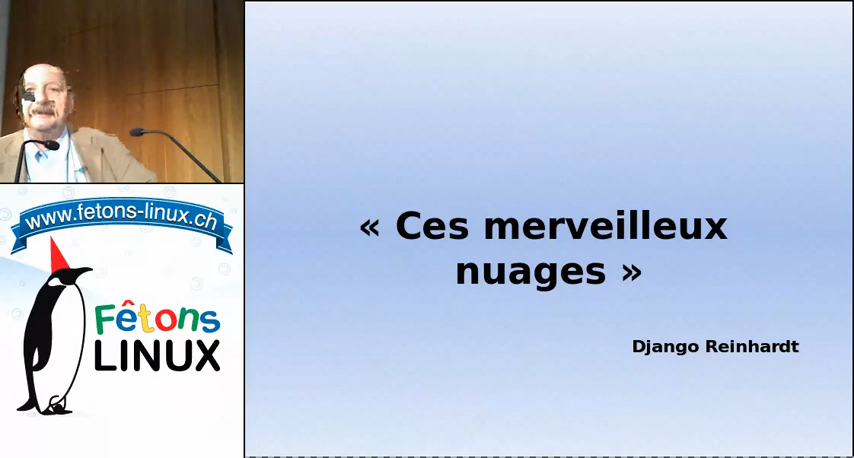 www.fetons-linux.ch
Fêtons
LINUX
« Ces merveilleux
nuages »
Django Reinhardt